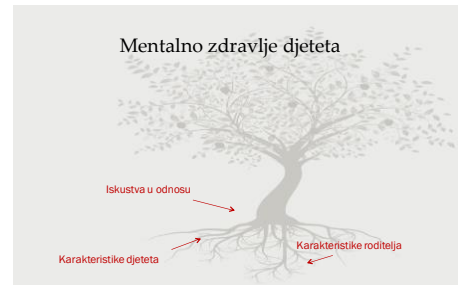 Mentalno zdravlje djeteta
Iskustva u odnosu
Karakteristike roditelja
Karakteristike djeteta